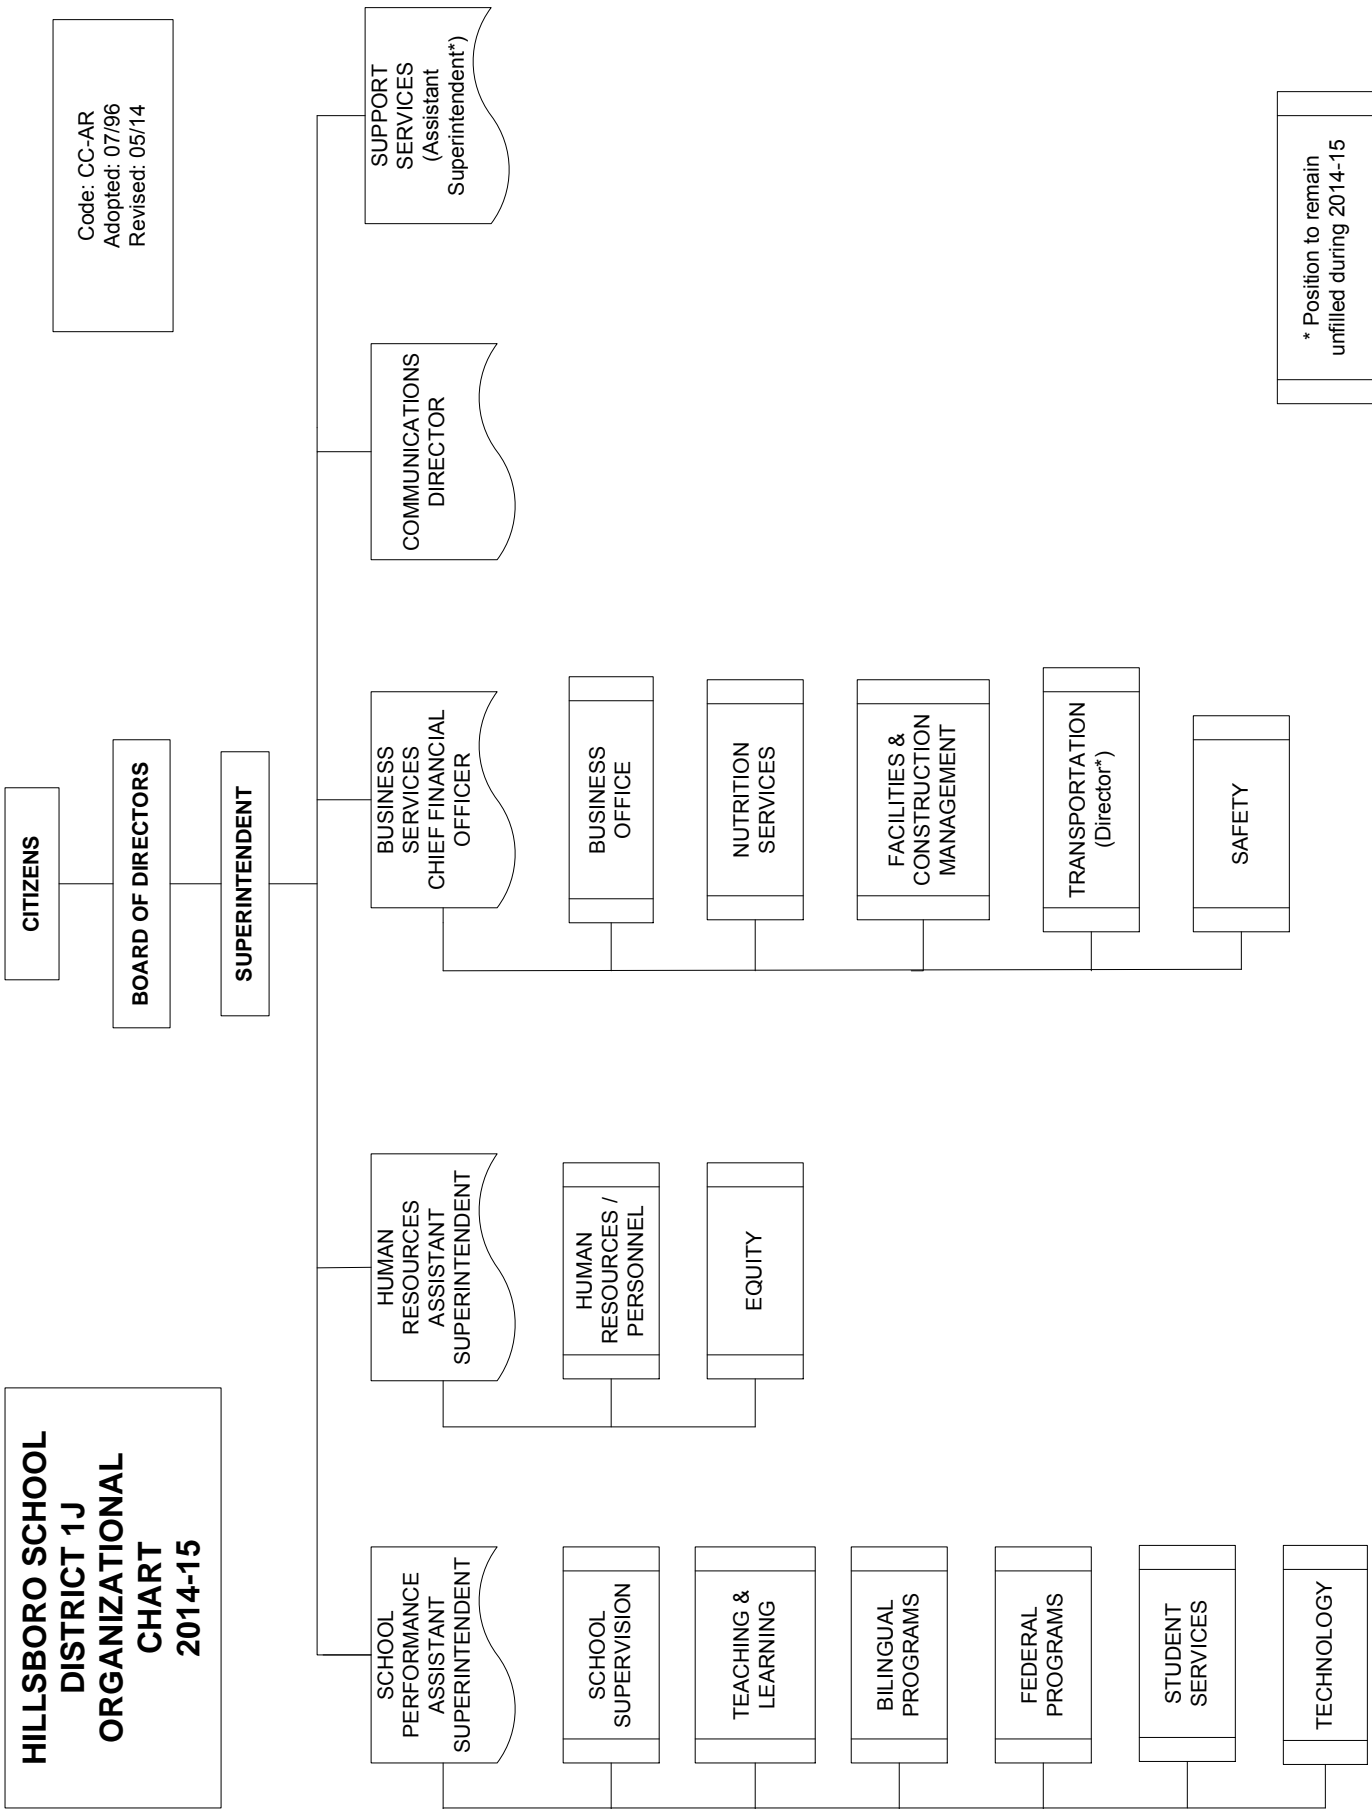 HILLSBORO SCHOOL
DISTRICT 1J
ORGANIZATIONAL
CHART
2014-15
CITIZENS
BOARD OF DIRECTORS
SUPERINTENDENT
Code: CC-AR
Adopted: 07/96
Revised: 05/14
SCHOOL
PERFORMANCE
ASSISTANT
SUPERINTENDENT
SCHOOL
SUPERVISION
TEACHING &
LEARNING
BILINGUAL
PROGRAMS
FEDERAL
PROGRAMS
STUDENT
SERVICES
TECHNOLOGY
HUMAN
RESOURCES
ASSISTANT
SUPERINTENDENT
HUMAN
RESOURCES /
PERSONNEL
EQUITY
BUSINESS
SERVICES
CHIEF FINANCIAL
OFFICER
BUSINESS
OFFICE
NUTRITION
SERVICES
FACILITIES &
CONSTRUCTION
MANAGEMENT
TRANSPORTATION
(Director*)
SAFETY
COMMUNICATIONS
DIRECTOR
SUPPORT
SERVICES
(Assistant
Superintendent*)
* Position to remain
unfilled during 2014-15